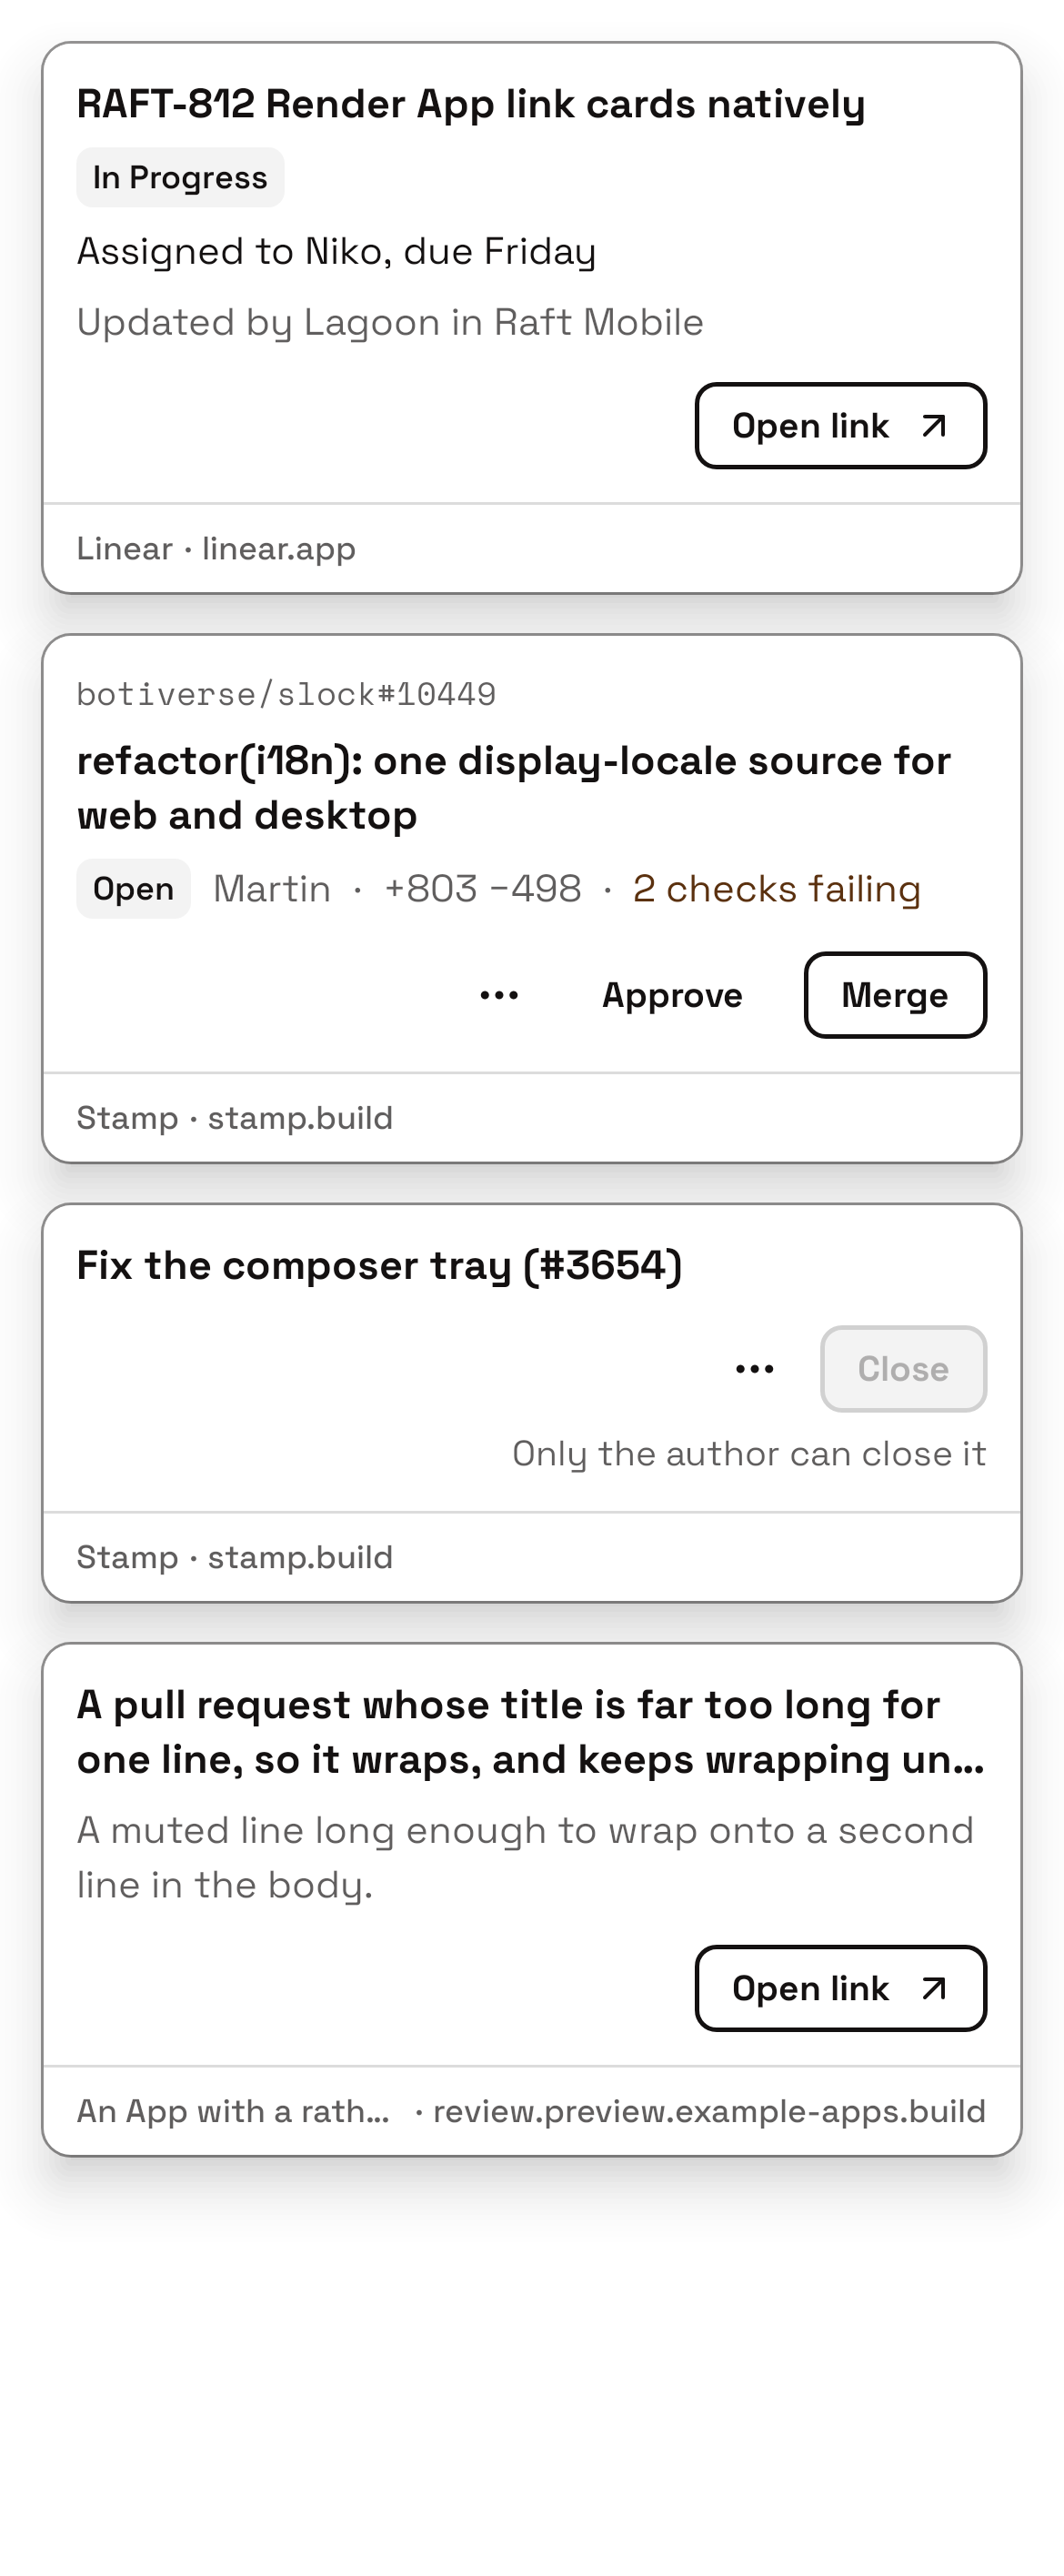 RAFT-812 Render App link cards natively
In Progress
Assigned to Niko, due Friday
Updated by Lagoon in Raft Mobile
Open link
Linear · linear.app
botiverse/slock#10449
refactor(i18n): one display-locale source for
web and desktop
Open Martin · +803 −498 · 2 checks failing
··· Approve Merge
Stamp · stamp.build
Fix the composer tray (#3654)
··· Close
Only the author can close it
Stamp · stamp.build
A pull request whose title is far too long for
one line, so it wraps, and keeps wrapping un...
A muted line long enough to wrap onto a second
line in the body.
Open link
An App with a rath... · review.preview.example-apps.build